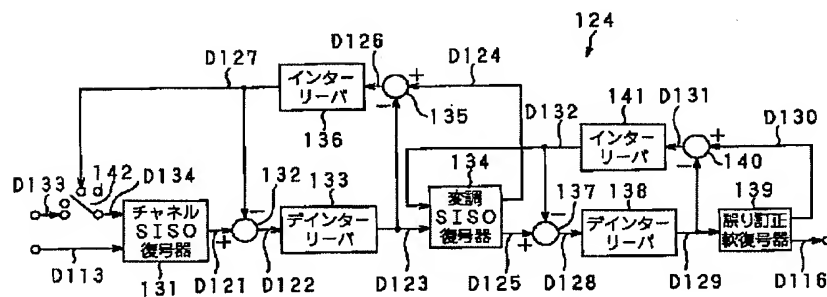 124
D127
D126
D124
インター
リーパ
136
+
-
135
D132
141
D131
D130
インター
リーパ
+
-
140
D133
142
D134
チャネル
SISO
復号器
131
-
132
+
133
デインター
リーパ
134
変調
SISO
復号器
-
137
+
138
デインター
リーパ
139
誤り訂正
軟復号器
D113
D121
D122
D123
D125
D128
D129
D116